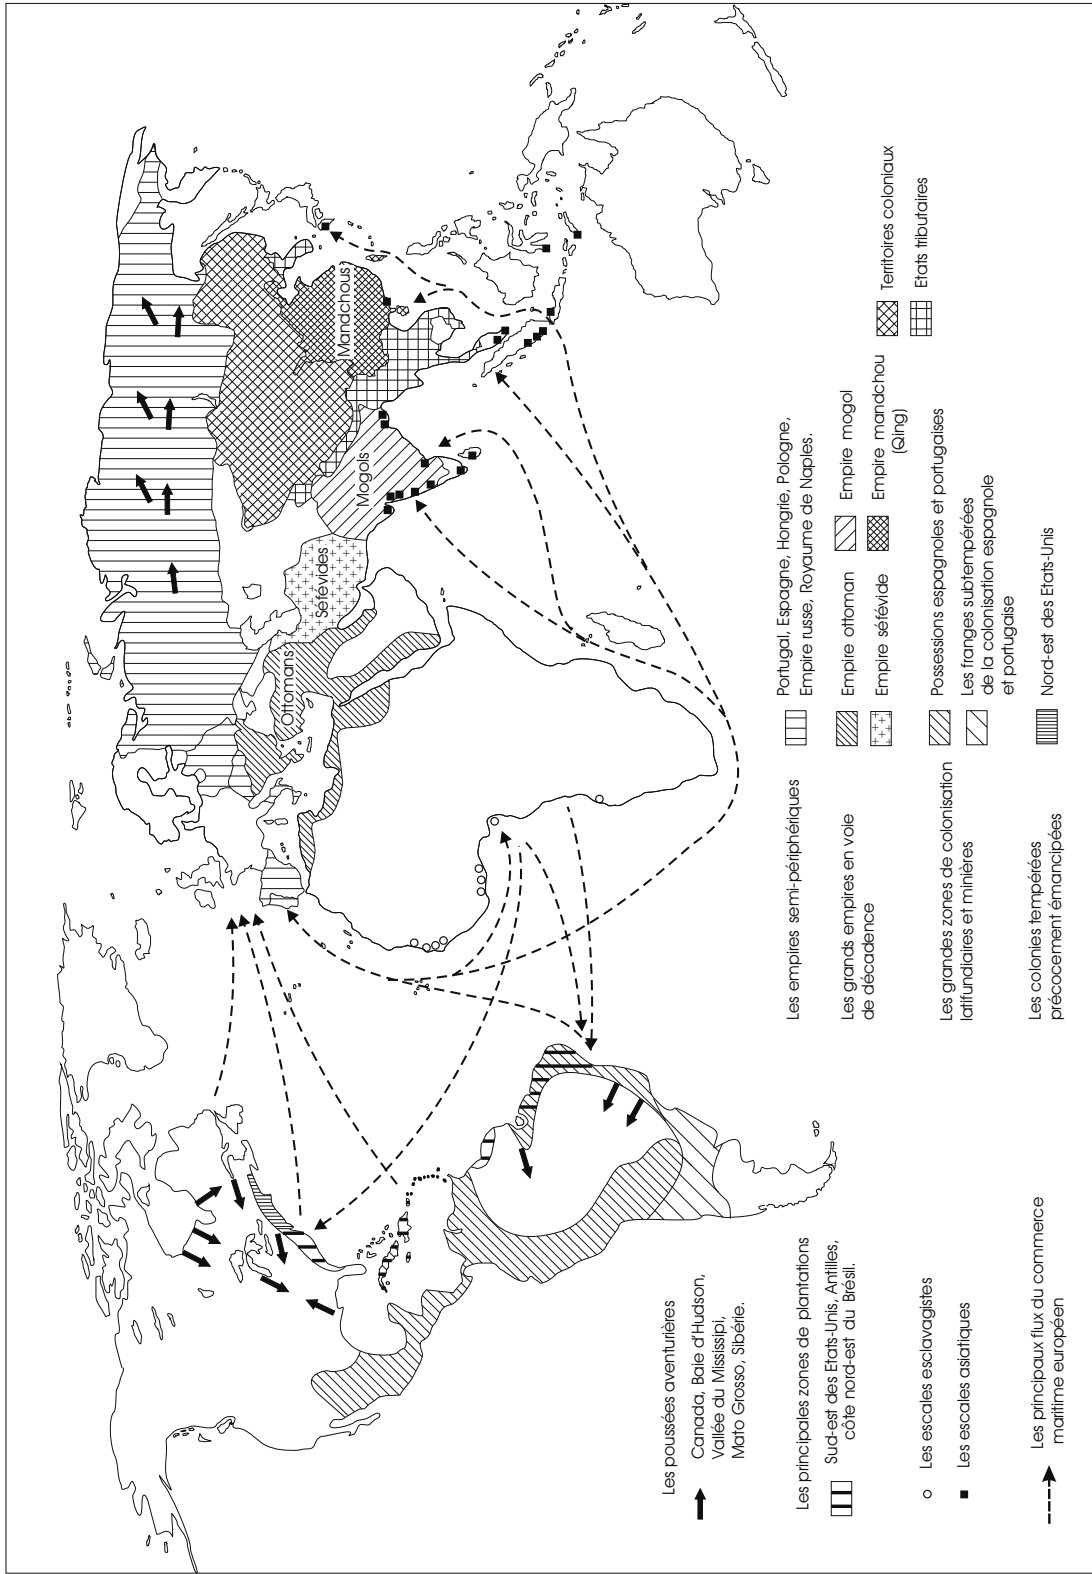 Ottomans
Séfévides
Mogols
Mandchous
Les poussées aventurières
Canada, Baie d'Hudson,
Vallée du Mississipi,
Mato Grosso, Sibérie.
Les principales zones de plantations
Sud-est des Etats-Unis, Antilles,
côte nord-est du Brésil.
Les escales esclavagistes
Les escales asiatiques
Les principaux flux du commerce
maritime européen
Les empires semi-périphériques
Portugal, Espagne, Hongrie, Pologne,
Empire russe, Royaume de Naples.
Les grands empires en voie
de décadence
Empire ottoman
Empire séfévide
Empire mogol
Empire mandchou
(Qing)
Territoires coloniaux
Etats tributaires
Les grandes zones de colonisation
latifundiaires et minières
Possessions espagnoles et portugaises
Les franges subtempérées
de la colonisation espagnole
et portugaise
Les colonies tempérées
précocement émancipées
Nord-est des Etats-Unis